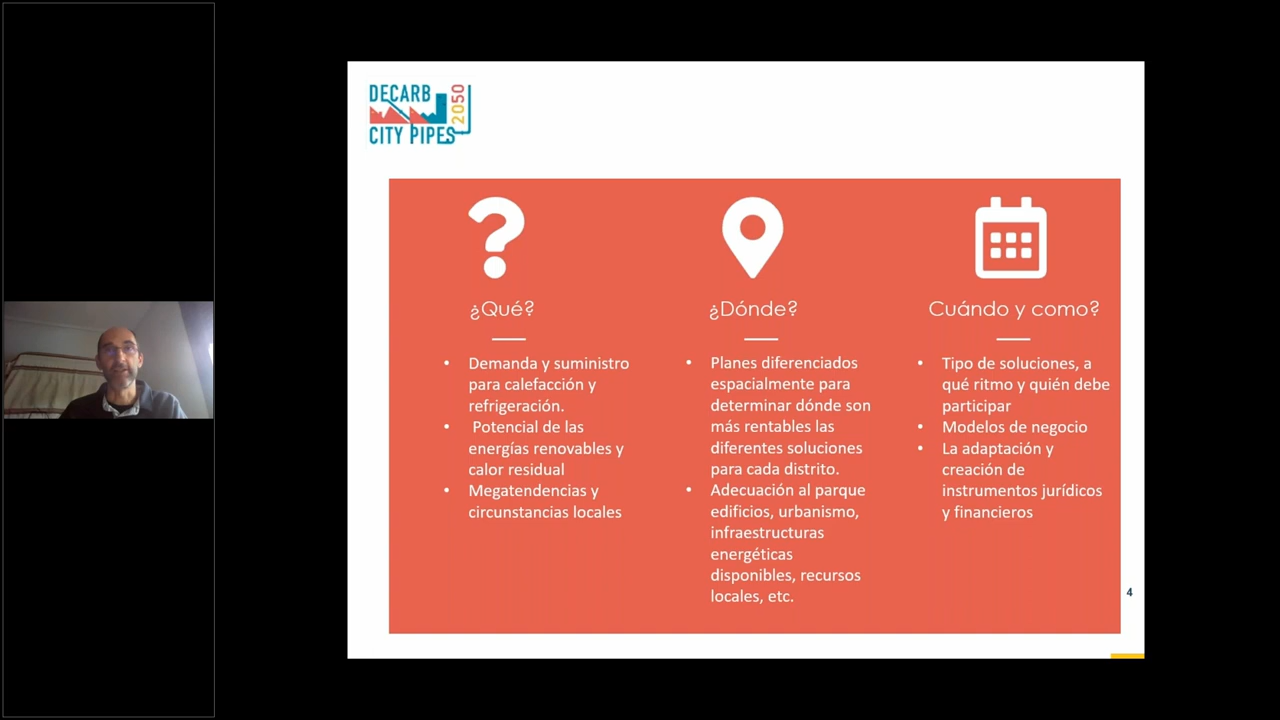 DECARB
CITY PIPES
2050
¿Qué?
• Demanda y suministro
para calefacción y
refrigeración.
• Potencial de las
energías renovables y
calor residual
• Megatendencias y
circunstancias locales
¿Dónde?
• Planes diferenciados
espacialmente para
determinar dónde son
más rentables las
diferentes soluciones
para cada distrito.
• Adecuación al parque
edificios, urbanismo,
infraestructuras
energéticas
disponibles, recursos
locales, etc.
Cuándo y como?
• Tipo de soluciones, a
qué ritmo y quién debe
participar
• Modelos de negocio
• La adaptación y
creación de
instrumentos jurídicos
y financieros
4